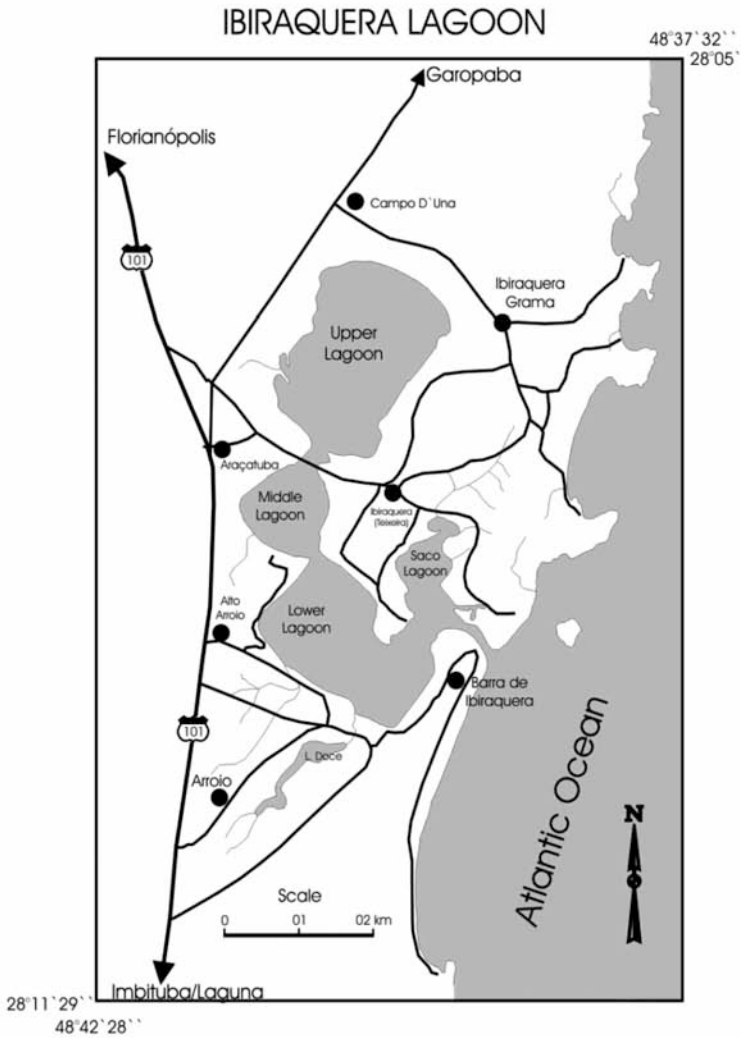 IBIRAQUERA LAGOON
48°37`32``
28°05`
Garopaba
Florianópolis
Campo D`Una
101
Ibiraquera
Grama
Upper
Lagoon
Araçatuba
Middle
Lagoon
Ibiraquera
(Teixeira)
Saco
Lagoon
Alto
Arroio
Lower
Lagoon
Barra de
Ibiraquera
101
L. Doce
Arroio
Atlantic Ocean
N
Scale
0 01 02 km
Imbituba/Laguna
28°11`29``
48°42`28``